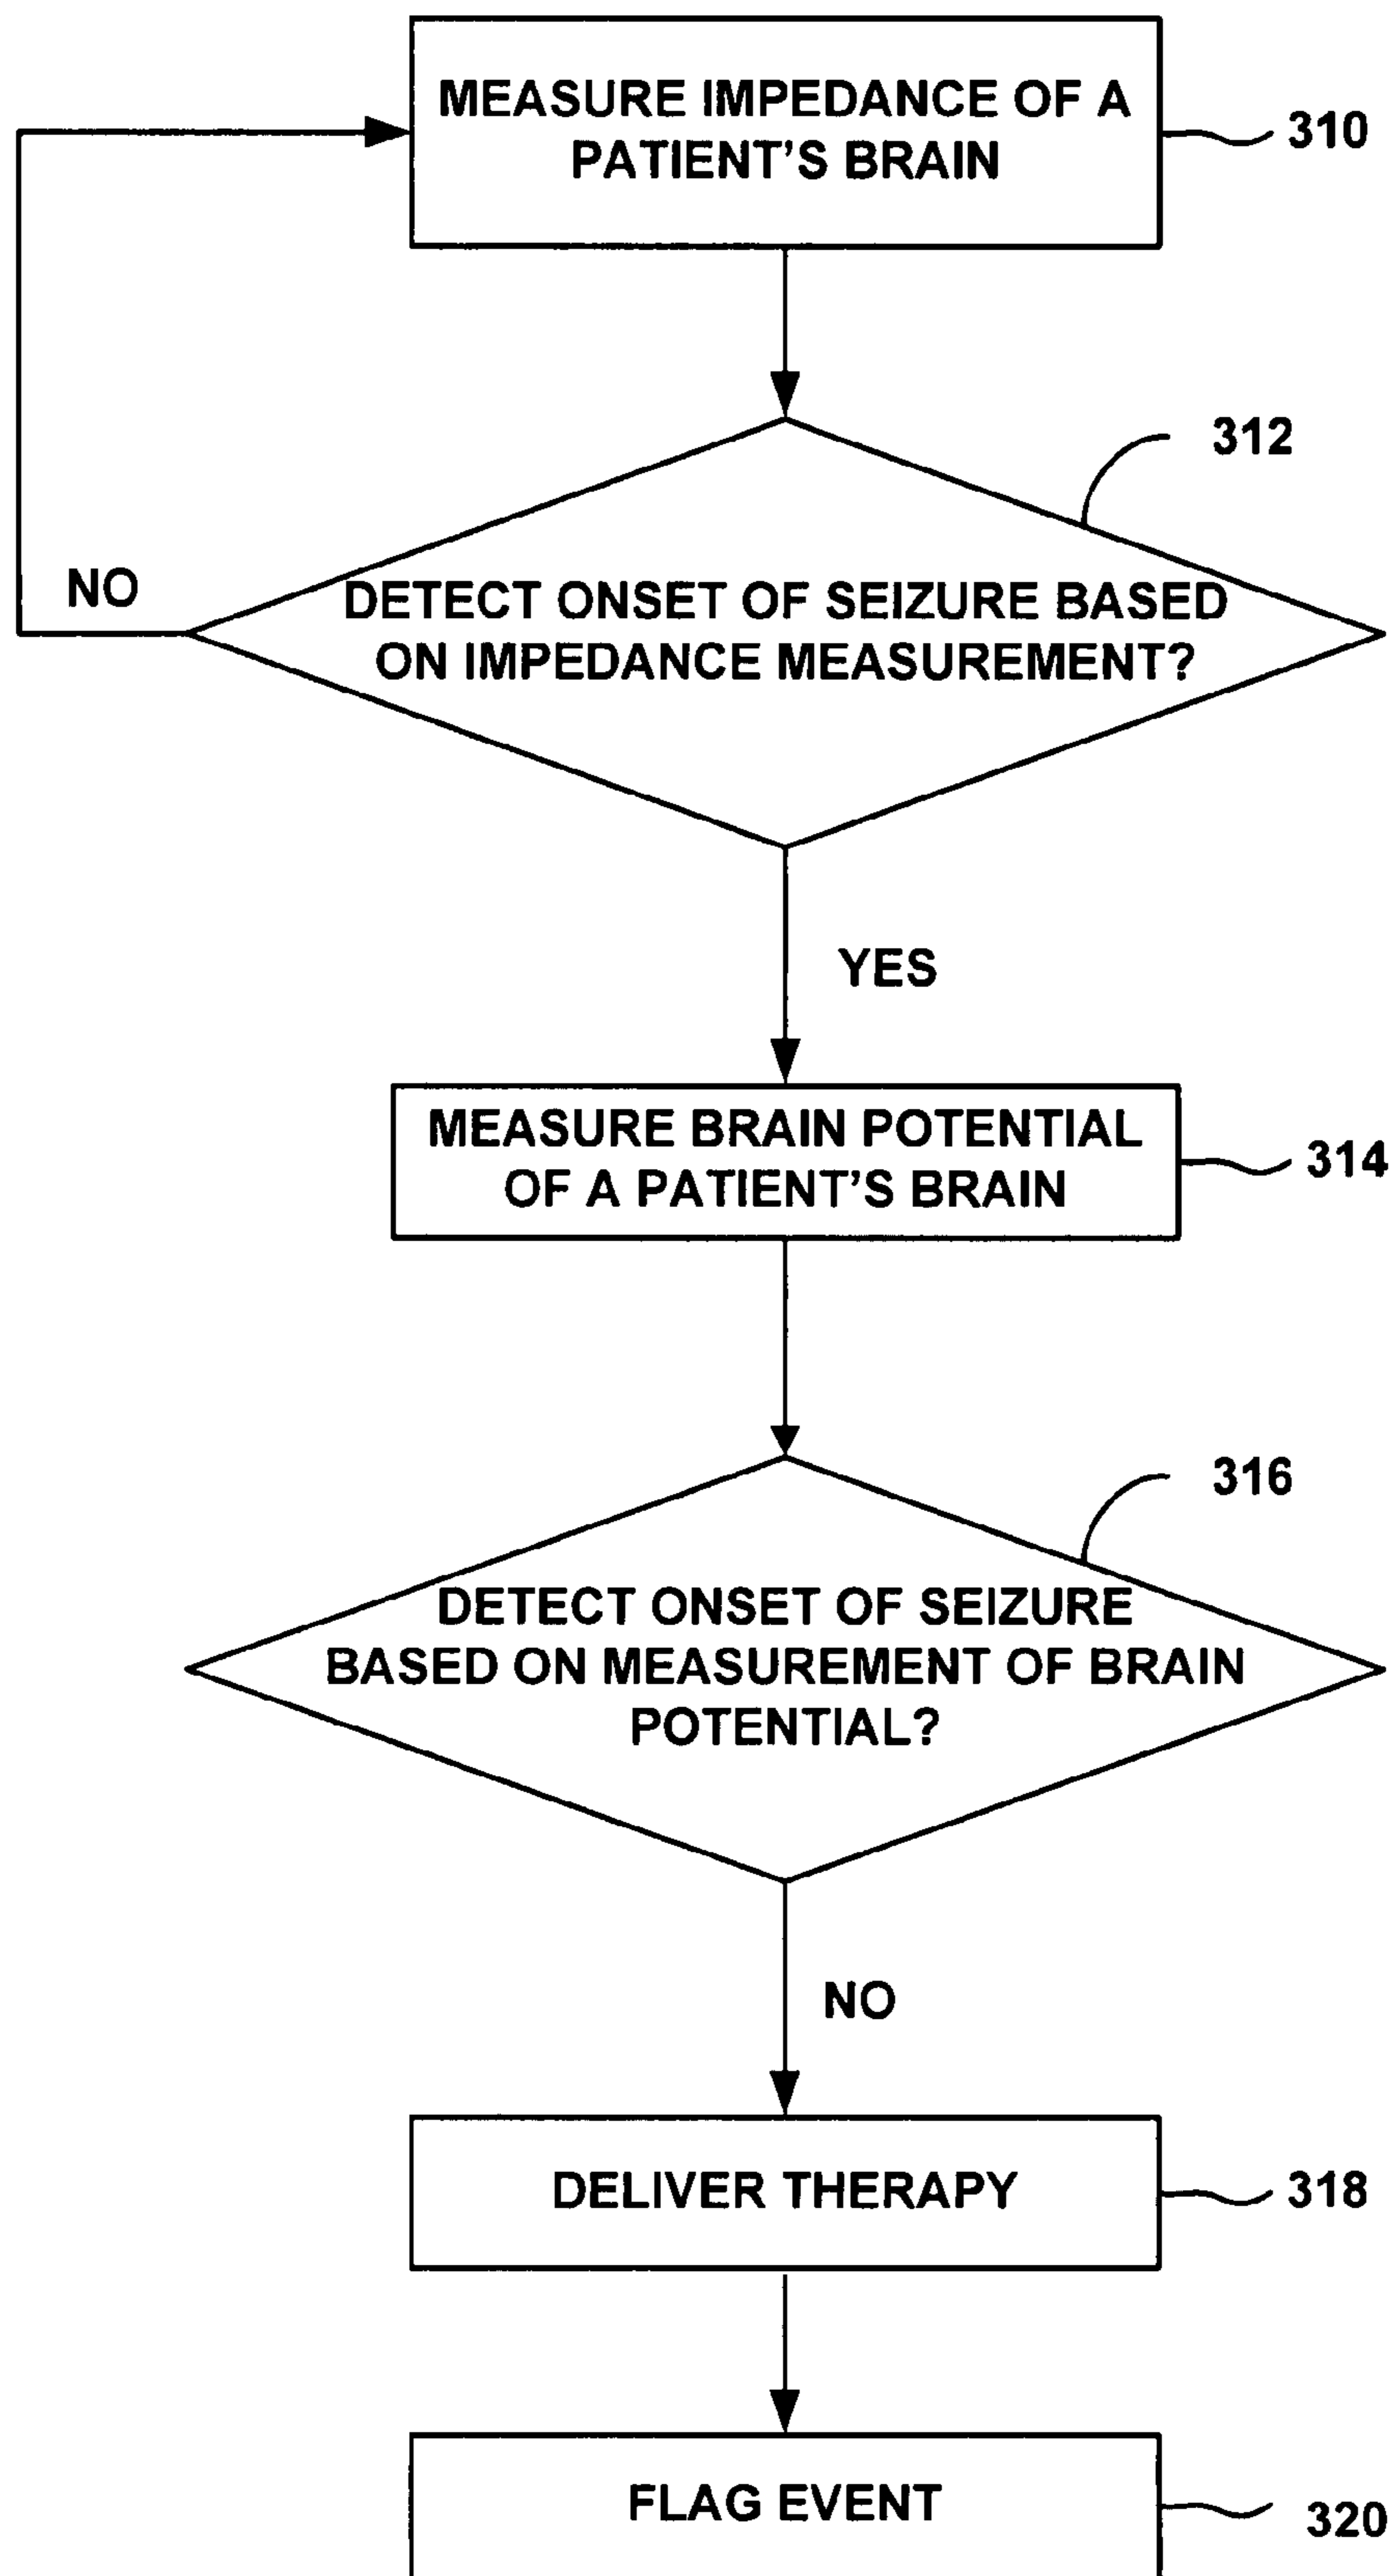 MEASURE IMPEDANCE OF A
PATIENT'S BRAIN
310
312
NO
DETECT ONSET OF SEIZURE BASED
ON IMPEDANCE MEASUREMENT?
YES
MEASURE BRAIN POTENTIAL
OF A PATIENT'S BRAIN
314
316
DETECT ONSET OF SEIZURE
BASED ON MEASUREMENT OF BRAIN
POTENTIAL?
NO
DELIVER THERAPY
318
FLAG EVENT
320